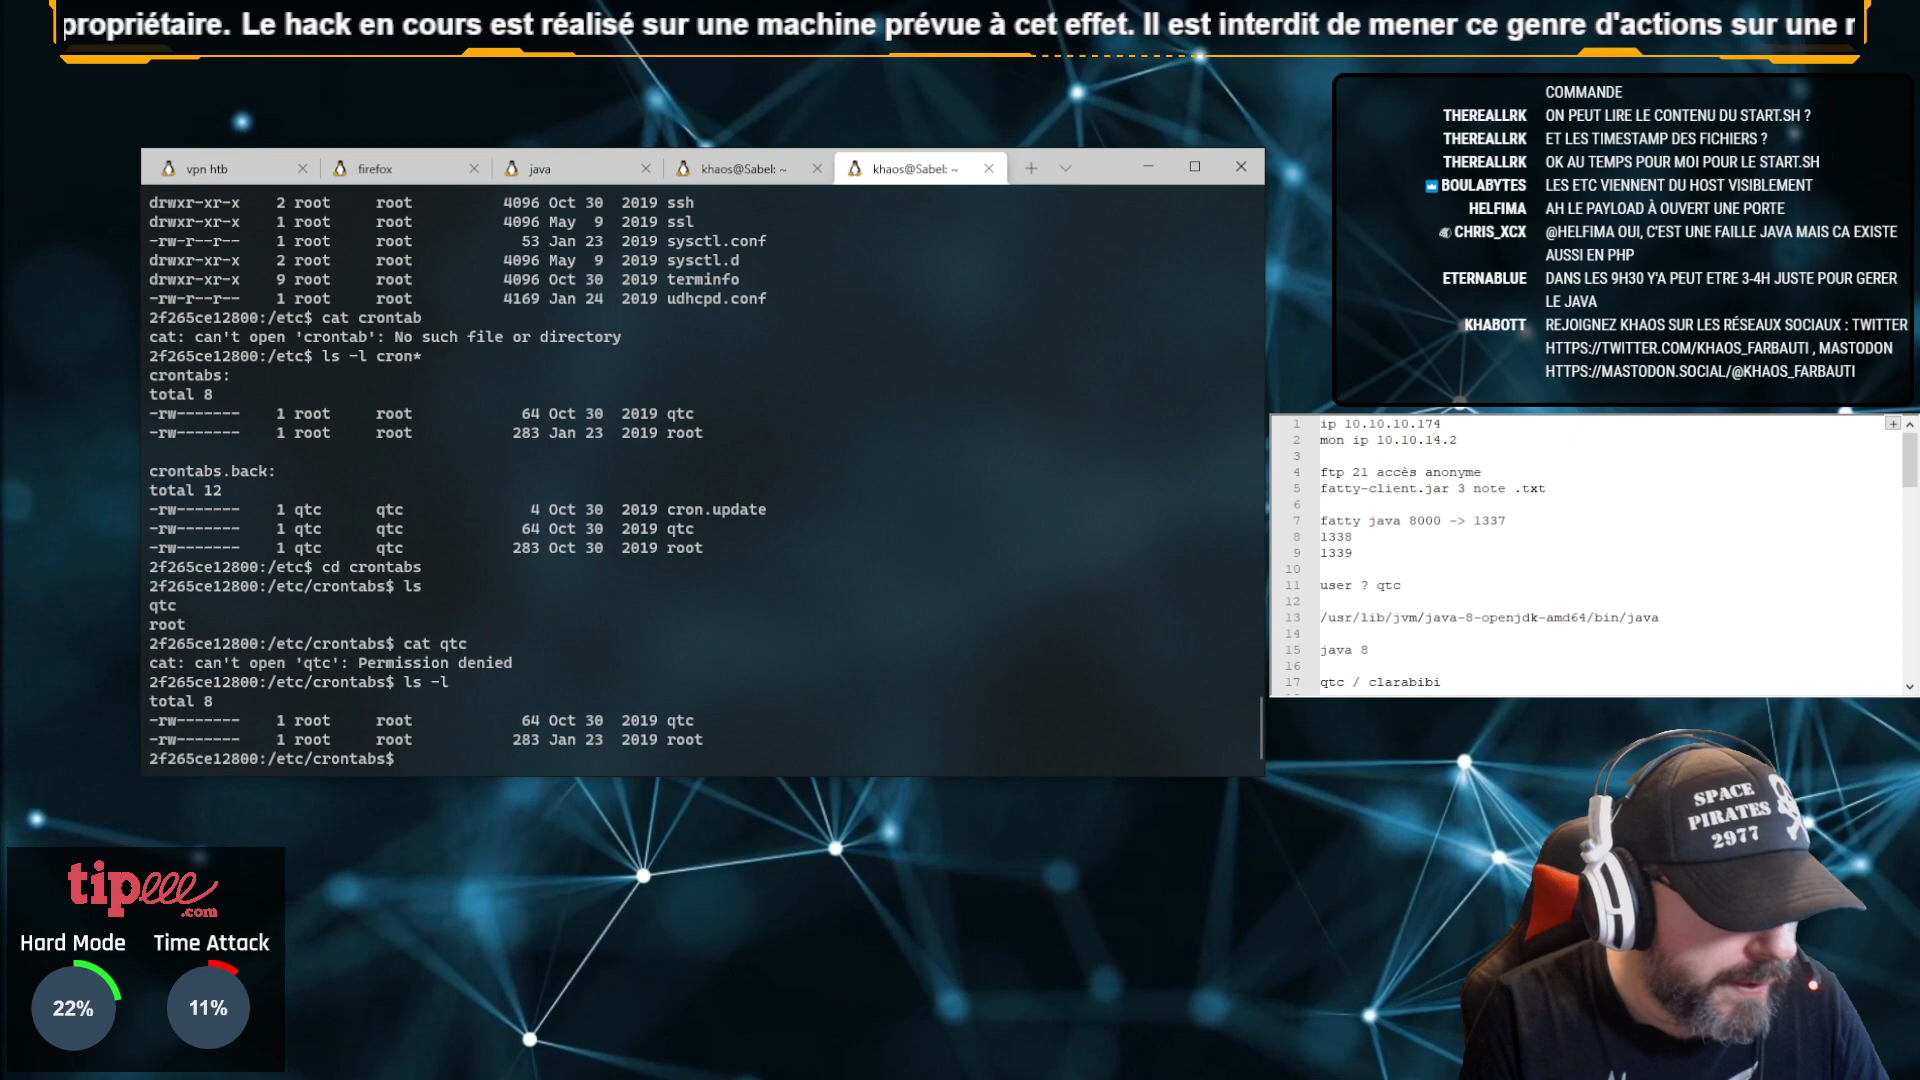 propriétaire. Le hack en cours est réalisé sur une machine prévue à cet effet. Il est interdit de mener ce genre d'actions sur une
COMMANDE
THEREALLRK ON PEUT LIRE LE CONTENU DU START.SH ?
THEREALLRK ET LES TIMESTAMP DES FICHIERS ?
THEREALLRK OK AU TEMPS POUR MOI POUR LE START.SH
BOULABYTES LES ETC VIENNENT DU HOST VISIBLEMENT
HELFIMA AH LE PAYLOAD À OUVERT UNE PORTE
CHRIS_XCX @HELFIMA OUI, C'EST UNE FAILLE JAVA MAIS CA EXISTE
AUSSI EN PHP
ETERNABLUE DANS LES 9H30 Y'A PEUT ETRE 3-4H JUSTE POUR GERER
LE JAVA
KHABOTT REJOIGNEZ KHAOS SUR LES RÉSEAUX SOCIAUX : TWITTER
HTTPS://TWITTER.COM/KHAOS_FARBAUTI , MASTODON
HTTPS://MASTODON.SOCIAL/@KHAOS_FARBAUTI
vpn htb firefox java khaos@Sabel: ~ khaos@Sabel: ~
drwxr-xr-x 2 root root 4096 Oct 30 2019 ssh
drwxr-xr-x 1 root root 4096 May 9 2019 ssl
-rw-r--r-- 1 root root 53 Jan 23 2019 sysctl.conf
drwxr-xr-x 2 root root 4096 May 9 2019 sysctl.d
drwxr-xr-x 9 root root 4096 Oct 30 2019 terminfo
-rw-r--r-- 1 root root 4169 Jan 24 2019 udhcpd.conf
2f265ce12800:/etc$ cat crontab
cat: can't open 'crontab': No such file or directory
2f265ce12800:/etc$ ls -l cron*
crontabs:
total 8
-rw------- 1 root root 64 Oct 30 2019 qtc
-rw------- 1 root root 283 Jan 23 2019 root
crontabs.back:
total 12
-rw------- 1 qtc qtc 4 Oct 30 2019 cron.update
-rw------- 1 qtc qtc 64 Oct 30 2019 qtc
-rw------- 1 qtc qtc 283 Oct 30 2019 root
2f265ce12800:/etc$ cd crontabs
2f265ce12800:/etc/crontabs$ ls
qtc
root
2f265ce12800:/etc/crontabs$ cat qtc
cat: can't open 'qtc': Permission denied
2f265ce12800:/etc/crontabs$ ls -l
total 8
-rw------- 1 root root 64 Oct 30 2019 qtc
-rw------- 1 root root 283 Jan 23 2019 root
2f265ce12800:/etc/crontabs$
1 ip 10.10.10.174
2 mon ip 10.10.14.2
3
4 ftp 21 accès anonyme
5 fatty-client.jar 3 note .txt
6
7 fatty java 8000 -> 1337
8 1338
9 1339
10
11 user ? qtc
12
13 /usr/lib/jvm/java-8-openjdk-amd64/bin/java
14
15 java 8
16
17 qtc / clarabibi
SPACE
PIRATES
2977
tipeee
.com
Hard Mode Time Attack
22% 11%